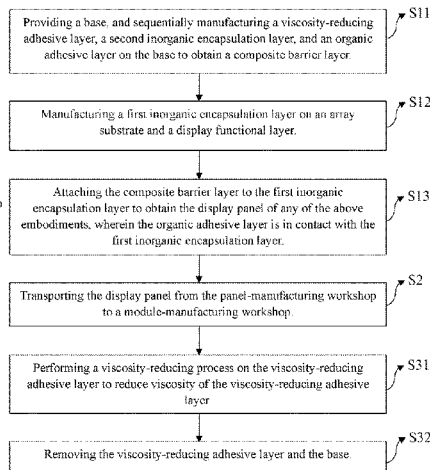 Providing a base, and sequentially manufacturing a viscosity-reducing
adhesive layer, a second inorganic encapsulation layer, and an organic
adhesive layer on the base to obtain a composite barrier layer.
S11
Manufacturing a first inorganic encapsulation layer on an array
substrate and a display functional layer.
S12
Attaching the composite barrier layer to the first inorganic
encapsulation layer to obtain the display panel of any of the above
embodiments, wherein the organic adhesive layer is in contact with the
first inorganic encapsulation layer.
S13
Transporting the display panel from the panel-manufacturing workshop
to a module-manufacturing workshop.
S2
Performing a viscosity-reducing process on the viscosity-reducing
adhesive layer to reduce viscosity of the viscosity-reducing adhesive
layer
S31
Removing the viscosity-reducing adhesive layer and the base.
S32